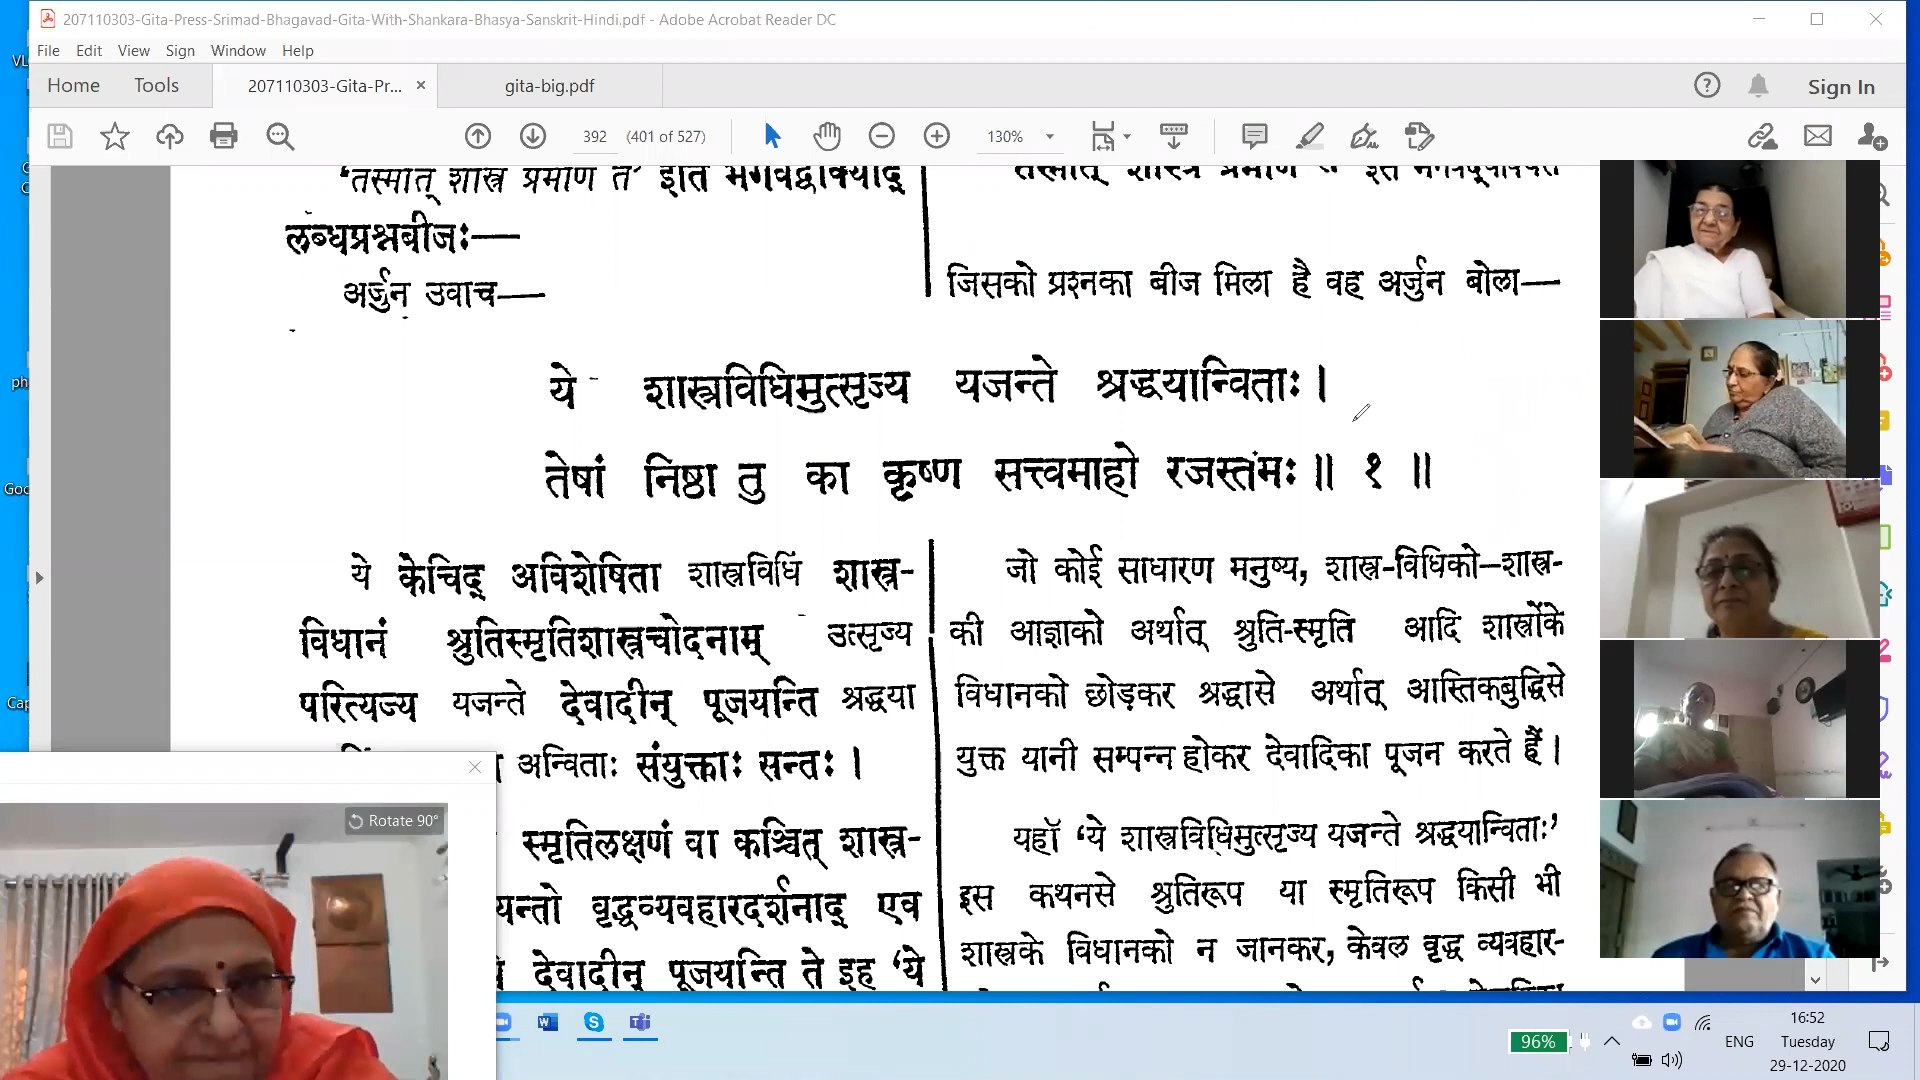 207110303-Gita-Press-Srimad-Bhagavad-Gita-With-Shankara-Bhasya-Sanskrit-Hindi.pdf - Adobe Acrobat Reader DC
File Edit View Sign Window Help
Home Tools 207110303-Gita-Pr... × gita-big.pdf Sign In
392 (401 of 527) 130%
'तस्मात् शास्त्रं प्रमाणं ते' इति भगवद्वाक्याद्
लब्धप्रश्नबीजः—
अर्जुन उवाच—
जिसको प्रश्नका बीज मिला है वह अर्जुन बोला—
ये शास्त्रविधिमुत्सृज्य यजन्ते श्रद्धयान्विताः।
तेषां निष्ठा तु का कृष्ण सत्त्वमाहो रजस्तमः॥ १ ॥
ये केचिद् अविशेषिता शास्त्रविधिं शास्त्र-
विधानं श्रुतिस्मृतिशास्त्रचोदनाम् उत्सृज्य
परित्यज्य यजन्ते देवादीन् पूजयन्ति श्रद्धया
अन्विताः संयुक्ताः सन्तः।
स्मृतिलक्षणं वा कञ्चित् शास्त्र-
वृद्धव्यवहारदर्शनाद् एव
देवादीन् पूजयन्ति ते इह 'ये
जो कोई साधारण मनुष्य, शास्त्र-विधिको—शास्त्र-
की आज्ञाको अर्थात् श्रुति-स्मृति आदि शास्त्रोंके
विधानको छोड़कर श्रद्धासे अर्थात् आस्तिकबुद्धिसे
युक्त यानी सम्पन्न होकर देवादिका पूजन करते हैं।
यहाँ 'ये शास्त्रविधिमुत्सृज्य यजन्ते श्रद्धयान्विताः'
इस कथनसे श्रुतिरूप या स्मृतिरूप किसी भी
शास्त्रके विधानको न जानकर, केवल वृद्ध व्यवहार-
Rotate 90°
96% ENG
16:52
Tuesday
29-12-2020